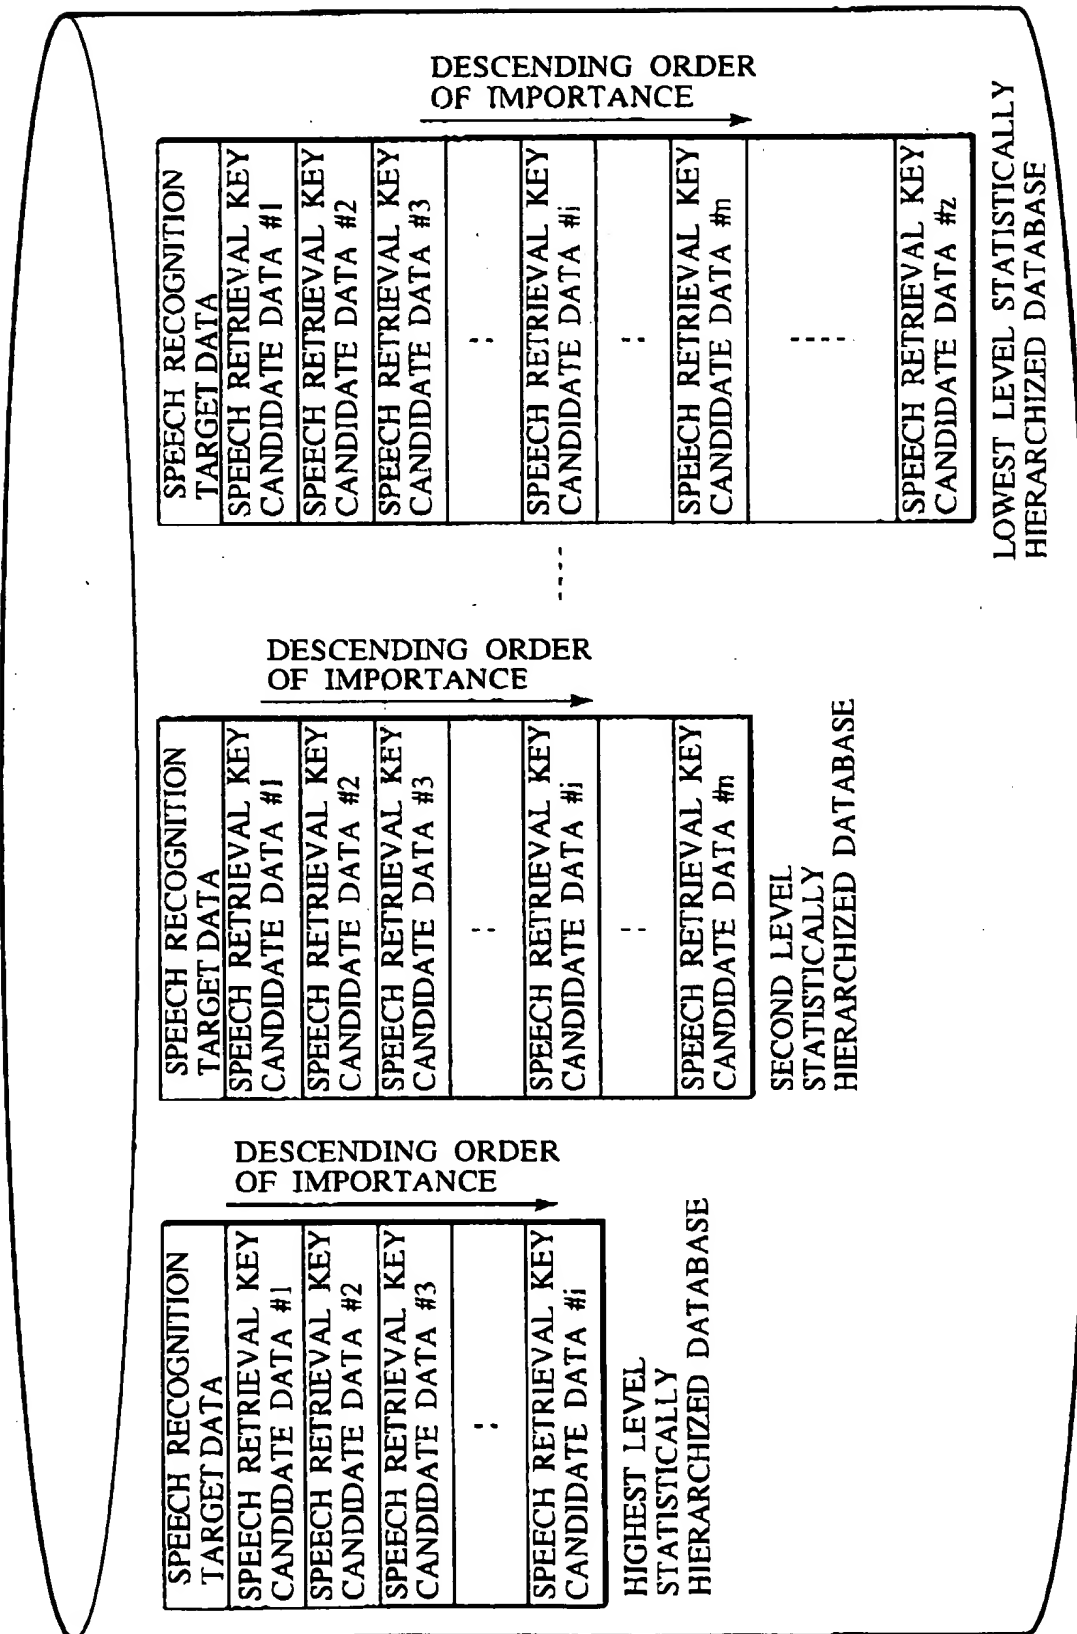 SPEECH RECOGNITION
TARGET DATA
SPEECH RETRIEVAL KEY
CANDIDATE DATA #1
SPEECH RETRIEVAL KEY
CANDIDATE DATA #2
SPEECH RETRIEVAL KEY
CANDIDATE DATA #3
SPEECH RETRIEVAL KEY
CANDIDATE DATA #i
DESCENDING ORDER
OF IMPORTANCE
HIGHEST LEVEL
STATISTICALLY
HIERARCHIZED DATABASE
SPEECH RECOGNITION
TARGET DATA
SPEECH RETRIEVAL KEY
CANDIDATE DATA #1
SPEECH RETRIEVAL KEY
CANDIDATE DATA #2
SPEECH RETRIEVAL KEY
CANDIDATE DATA #3
SPEECH RETRIEVAL KEY
CANDIDATE DATA #i
SPEECH RETRIEVAL KEY
CANDIDATE DATA #n
DESCENDING ORDER
OF IMPORTANCE
SECOND LEVEL
STATISTICALLY
HIERARCHIZED DATABASE
SPEECH RECOGNITION
TARGET DATA
SPEECH RETRIEVAL KEY
CANDIDATE DATA #1
SPEECH RETRIEVAL KEY
CANDIDATE DATA #2
SPEECH RETRIEVAL KEY
CANDIDATE DATA #3
SPEECH RETRIEVAL KEY
CANDIDATE DATA #i
SPEECH RETRIEVAL KEY
CANDIDATE DATA #n
SPEECH RETRIEVAL KEY
CANDIDATE DATA #z
DESCENDING ORDER
OF IMPORTANCE
LOWEST LEVEL STATISTICALLY
HIERARCHIZED DATABASE